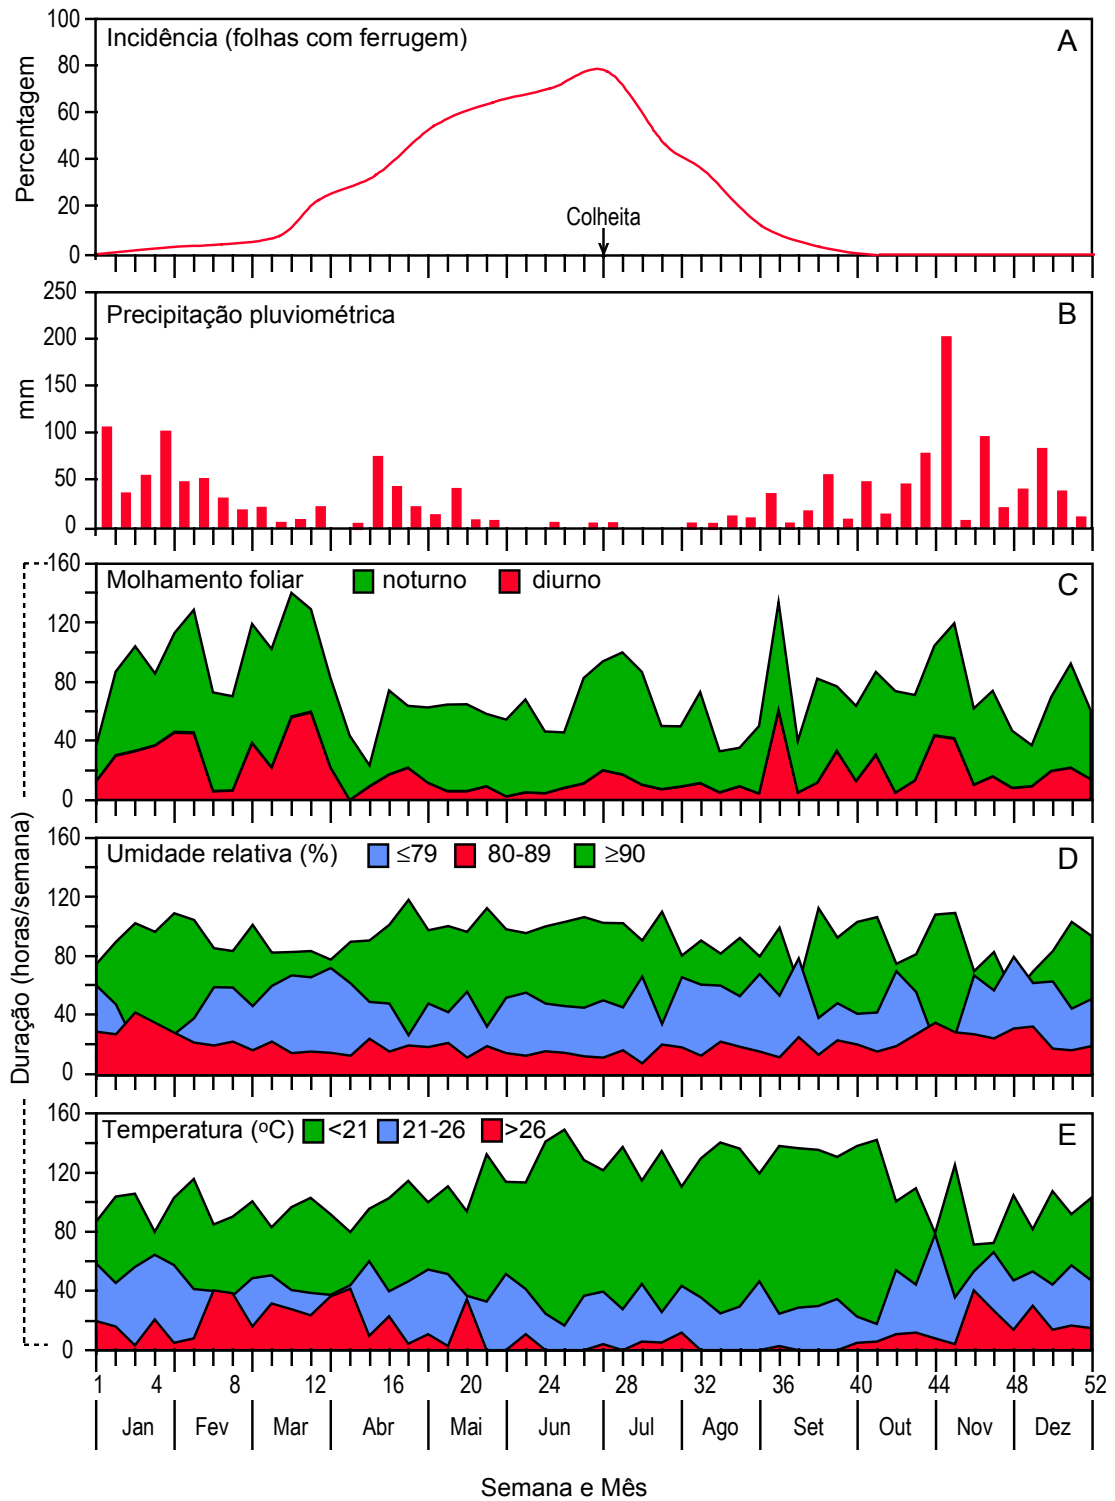 100
80
60
40
20
0
Percentagem
Incidência (folhas com ferrugem)
A
Colheita
250
200
150
100
50
0
mm
Precipitação pluviométrica
B
160
120
80
40
0
Molhamento foliar noturno diurno
C
160
120
80
40
0
Umidade relativa (%) ≤79 80-89 ≥90
D
Duração (horas/semana)
160
120
80
40
0
Temperatura (ºC) <21 21-26 >26
E
1 4 8 12 16 20 24 28 32 36 40 44 48 52
Jan Fev Mar Abr Mai Jun Jul Ago Set Out Nov Dez
Semana e Mês